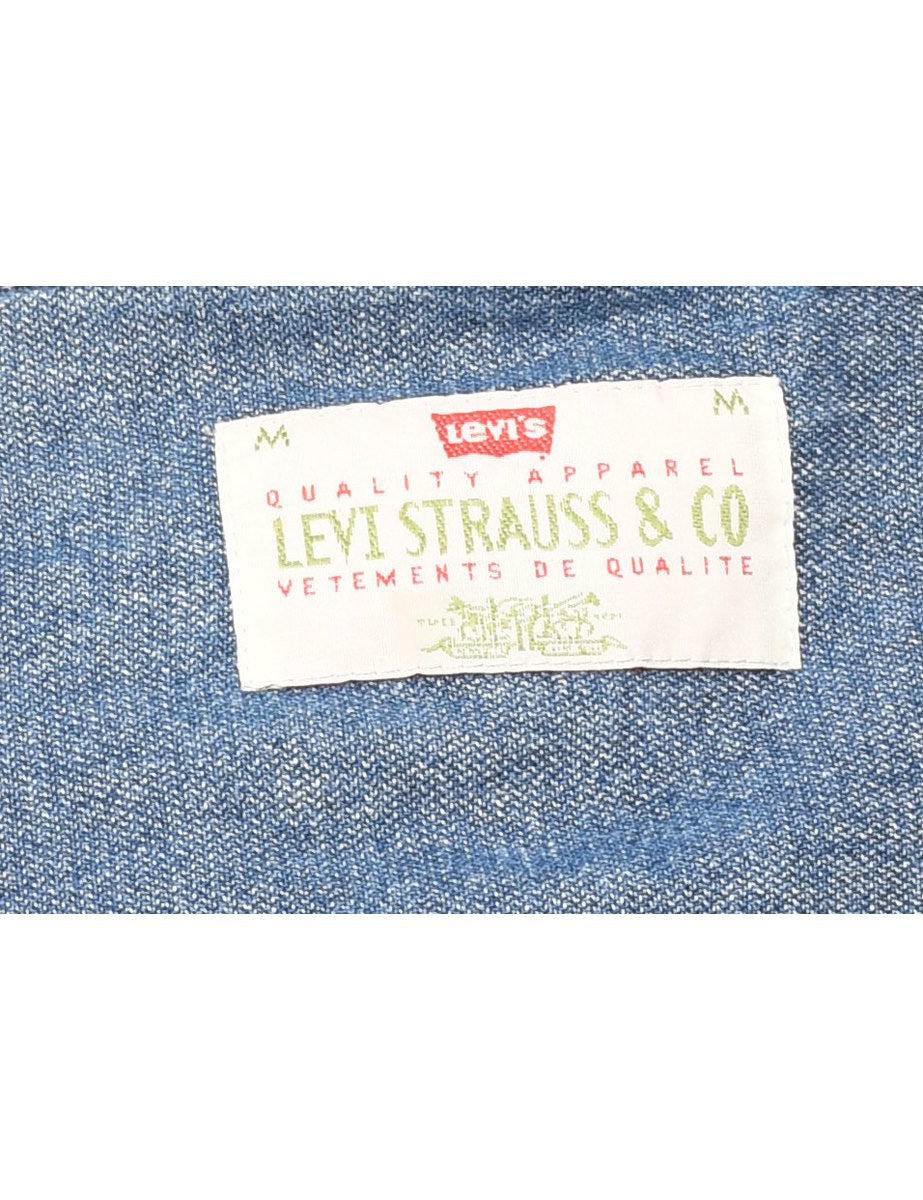 M M
Levi's
QUALITY APPAREL
LEVI STRAUSS & CO
VETEMENTS DE QUALITE